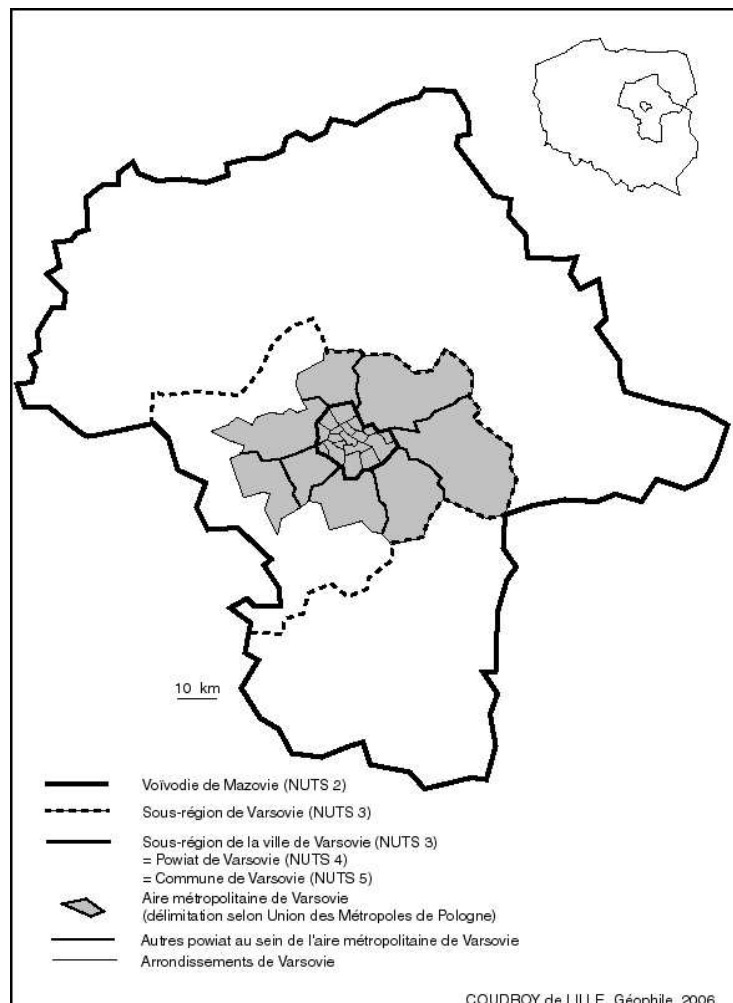 10 km
Voïvodie de Mazovie (NUTS 2)
Sous-région de Varsovie (NUTS 3)
Sous-région de la ville de Varsovie (NUTS 3)
= Powiat de Varsovie (NUTS 4)
= Commune de Varsovie (NUTS 5)
Aire métropolitaine de Varsovie
(délimitation selon Union des Métropoles de Pologne)
Autres powiat au sein de l'aire métropolitaine de Varsovie
Arrondissements de Varsovie
COUDROY de LILLE, Géophile, 2006